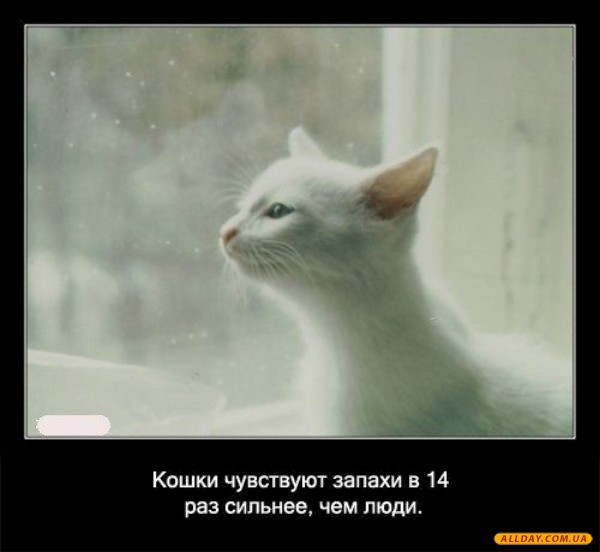 Кошки чувствуют запахи в 14
раз сильнее, чем люди.
ALLDAY.COM.UA